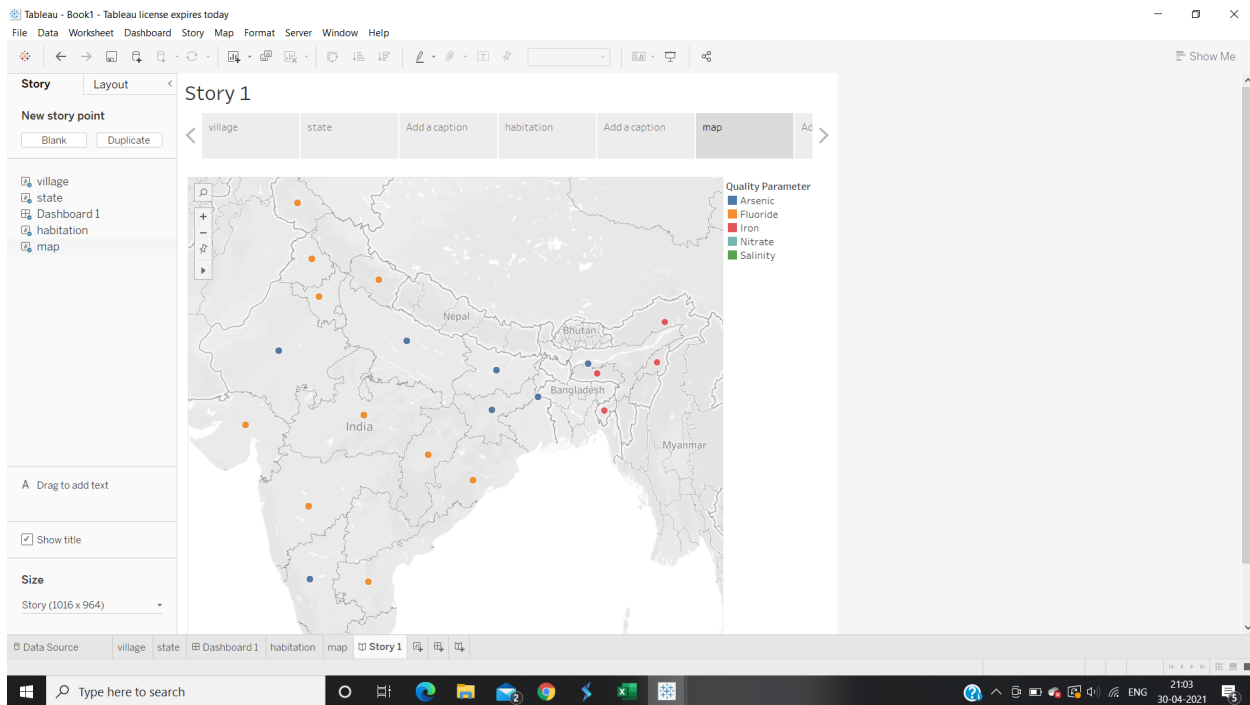 Tableau - Book1 - Tableau license expires today
File Data Worksheet Dashboard Story Map Format Server Window Help
Show Me
Story Layout
New story point
Blank Duplicate
village
state
Dashboard 1
habitation
map
A Drag to add text
Show title
Size
Story (1016 x 964)
Story 1
village state Add a caption habitation Add a caption map Ad
Nepal
Bhutan
Bangladesh
India
Myanmar
Quality Parameter
Arsenic
Fluoride
Iron
Nitrate
Salinity
Data Source village state Dashboard 1 habitation map Story 1
Type here to search
2
ENG
21:03
30-04-2021
5